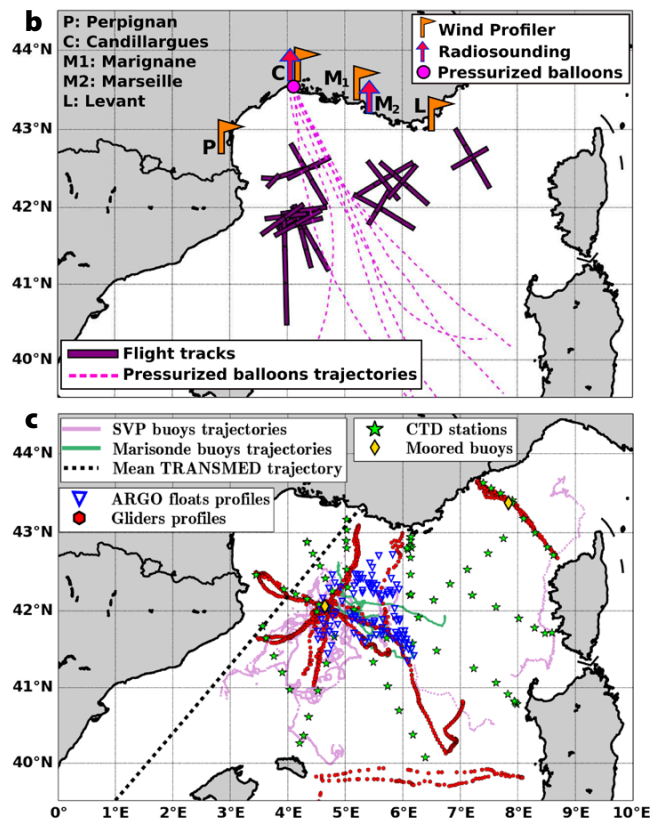 b
P: Perpignan
C: Candillargues
M1: Marignane
M2: Marseille
L: Levant
Wind Profiler
Radiosounding
Pressurized balloons
44°N
C
M₁
M₂
L
43°N
P
42°N
41°N
40°N
Flight tracks
Pressurized balloons trajectories
c
SVP buoys trajectories
Marisonde buoys trajectories
Mean TRANSMED trajectory
CTD stations
Moored buoys
ARGO floats profiles
Gliders profiles
44°N
43°N
42°N
41°N
40°N
0° 1°E 2°E 3°E 4°E 5°E 6°E 7°E 8°E 9°E 10°E